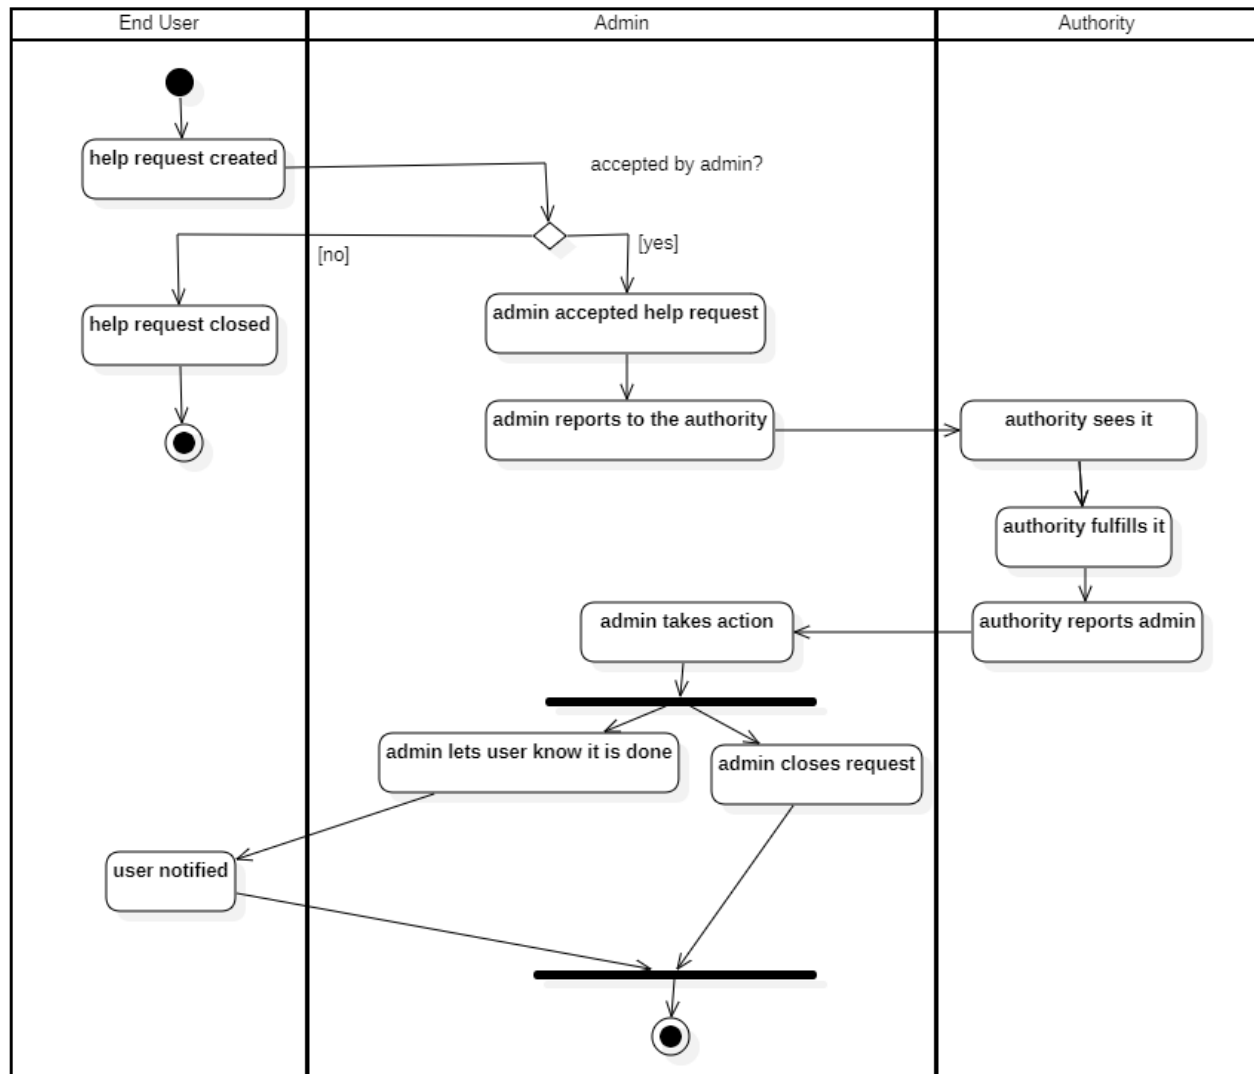 End User
Admin
Authority
help request created
accepted by admin?
[no]
[yes]
help request closed
admin accepted help request
admin reports to the authority
authority sees it
authority fulfills it
admin takes action
authority reports admin
admin lets user know it is done
admin closes request
user notified